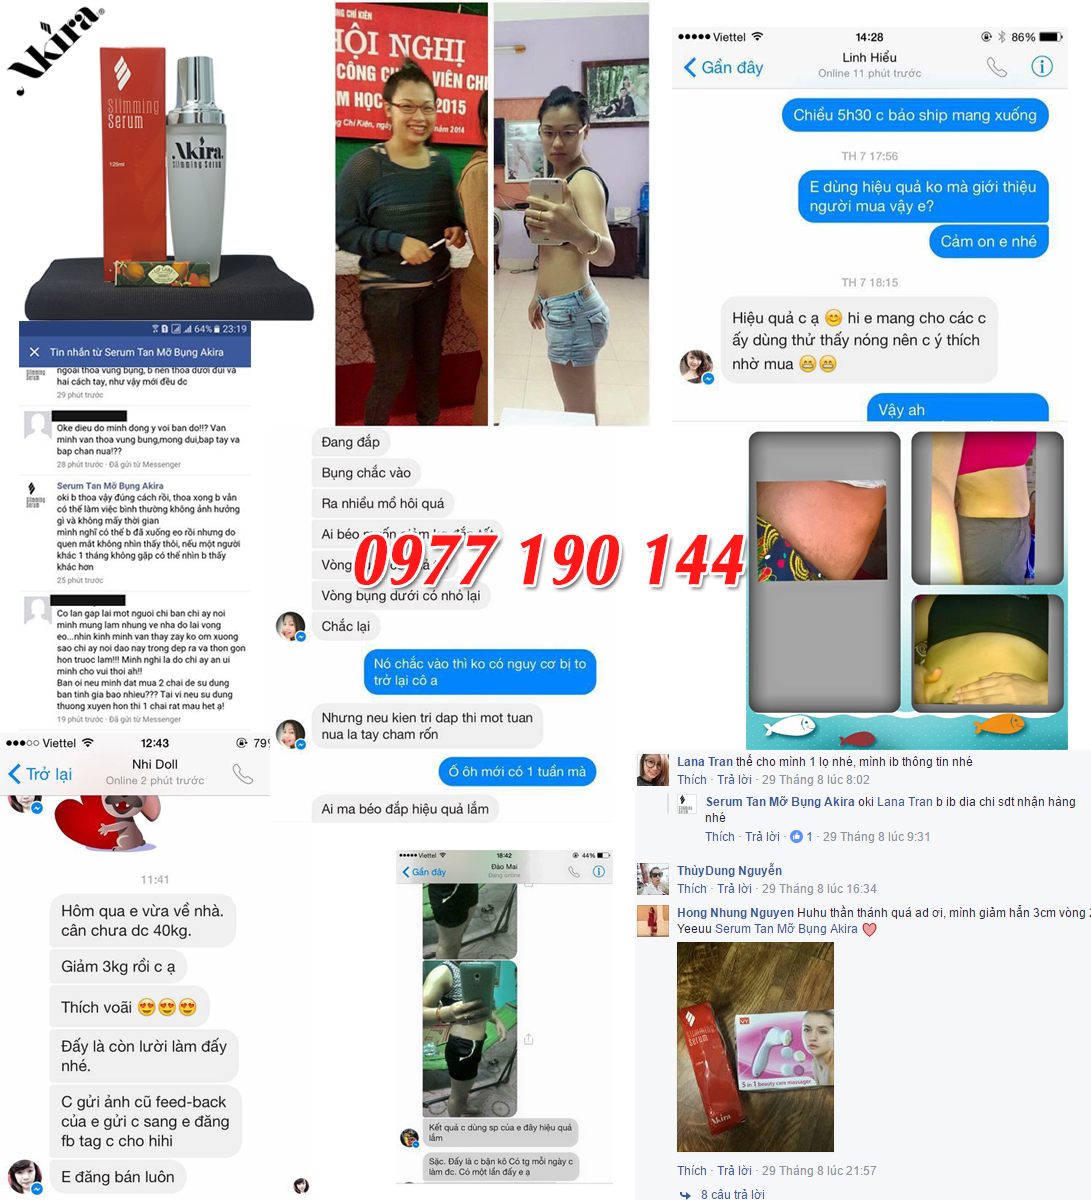 Akira
Slimming
Serum
125ml
Akira
Slimming Serum
CHÍ KIÊN
HỘI NGHỊ
CÔNG CH
VIÊN CH
M HỌC
2015
ng Chí Kiên, ngày
năm 2014
Viettel 14:28 86%
Gần đây
Linh Hiểu
Online 11 phút trước
Chiều 5h30 c bảo ship mang xuống
TH 7 17:56
E dùng hiệu quả ko mà giới thiệu
người mua vậy e?
Cảm on e nhé
TH 7 18:15
Hiệu quả c ạ 😊 hi e mang cho các c
ấy dùng thử thấy nóng nên c ý thích
nhờ mua 😁😁
Vậy ah
64% 23:19
Tin nhắn từ Serum Tan Mỡ Bụng Akira
ngoài thoa vùng bụng, b nên thoa dưới đùi và
hai cách tay, như vậy mới đều dc
29 phút trước
Oke dieu do minh dong y voi ban do!!? Van
minh van thoa vung bung,mong dui,bap tay va
bap chan nua!??
28 phút trước · Đã gửi từ Messenger
Serum Tan Mỡ Bụng Akira
oki b thoa vậy đúng cách rồi, thoa xong b vẫn
có thể làm việc bình thường không ảnh hưởng
gì và không mấy thời gian
mình nghĩ có thể b đã xuống eo rồi nhưng do
quen mắt không nhìn thấy thôi, nếu một người
khác 1 tháng không gặp có thể nhìn b thấy
khác hơn
25 phút trước
Co lan gap lai mot nguoi chi ban chi ay noi
minh mung lam nhung ve nha do lai vong
eo...nhin kinh minh van thay zay ko om xuong
sao chi ay noi dao nay trong dep ra va thon gon
hon truoc lam!!! Minh nghi la do chi ay an ui
minh cho vui thoi ah!!
Ban oi neu minh dat mua 2 chai de su dung
ban tinh gia bao nhieu??? Tai vi neu su dung
thuong xuyen hon thi 1 chai rat mau het ạ!
19 phút trước · Đã gửi từ Messenger
Đang đắp
Bụng chắc vào
Ra nhiều mồ hôi quá
Ai béo
Vòng
0977 190 144
Vòng bụng dưới có nhỏ lại
Chắc lại
Nó chắc vào thì ko có nguy cơ bị to
trở lại cô a
Nhưng neu kien tri dap thi mot tuan
nua la tay cham rốn
Ố ôh mới có 1 tuần mà
Ai ma béo đắp hiệu quả lắm
Viettel 12:43 79%
Trở lại
Nhi Doll
Online 2 phút trước
11:41
Hôm qua e vừa về nhà.
cân chưa dc 40kg.
Giảm 3kg rồi c ạ
Thích voãi 😍😍😍
Đấy là còn lười làm đấy
nhé.
C gửi ảnh cũ feed-back
của e gửi c sang e đăng
fb tag c cho hihi
E đăng bán luôn
Viettel 18:42 44%
Gần đây
Đào Mai
Đang online
Kết quả c dùng sp của e đây hiệu quả
lắm
Sặc. Đấy là c bận kô Có tg mỗi ngày c
làm đc. Có một lần đấy e ạ
Lana Tran thế cho mình 1 lọ nhé, mình ib thông tin nhé
Thích · Trả lời · 29 Tháng 8 lúc 8:02
Serum Tan Mỡ Bụng Akira oki Lana Tran b ib dia chi sdt nhận hàng
nhé
Thích · Trả lời · 1 · 29 Tháng 8 lúc 9:31
ThùyDung Nguyễn
Thích · Trả lời · 29 Tháng 8 lúc 16:34
Hong Nhung Nguyen Huhu thần thánh quá ad ơi, mình giảm hẳn 3cm vòng 2
Yeeuu Serum Tan Mỡ Bụng Akira
SLIMMING
Serum
Akira
5 in 1 beauty care massager
Thích · Trả lời · 29 Tháng 8 lúc 21:57
8 câu trả lời